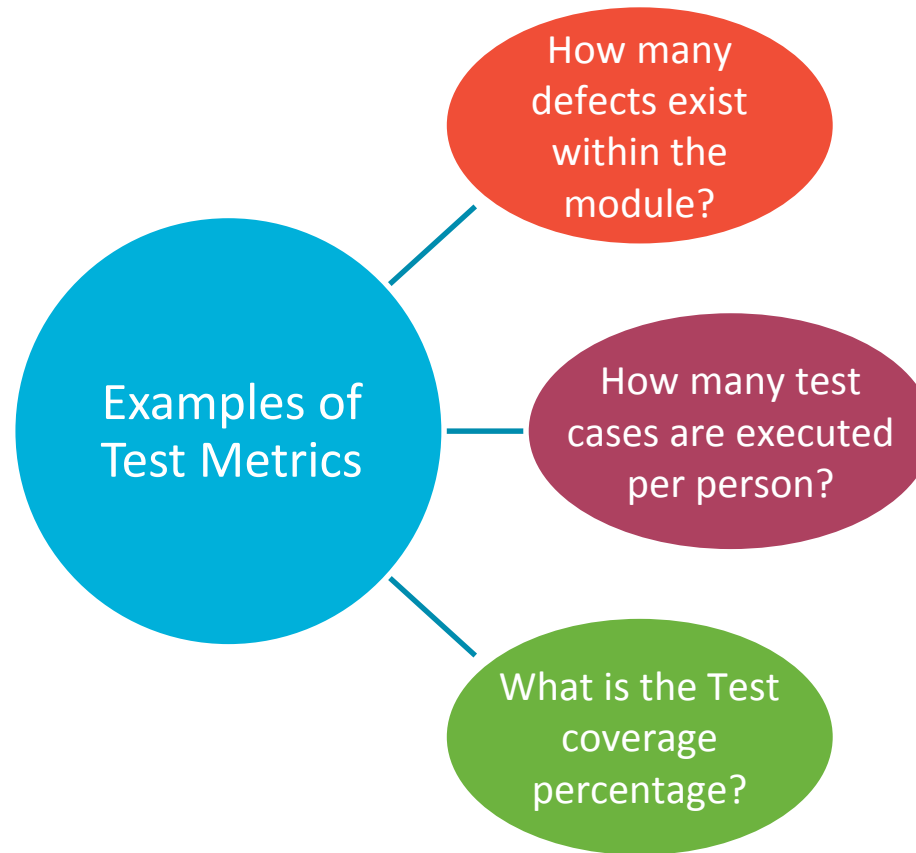 How many
defects exist
within the
module?
Examples of
Test Metrics
How many test
cases are executed
per person?
What is the Test
coverage
percentage?